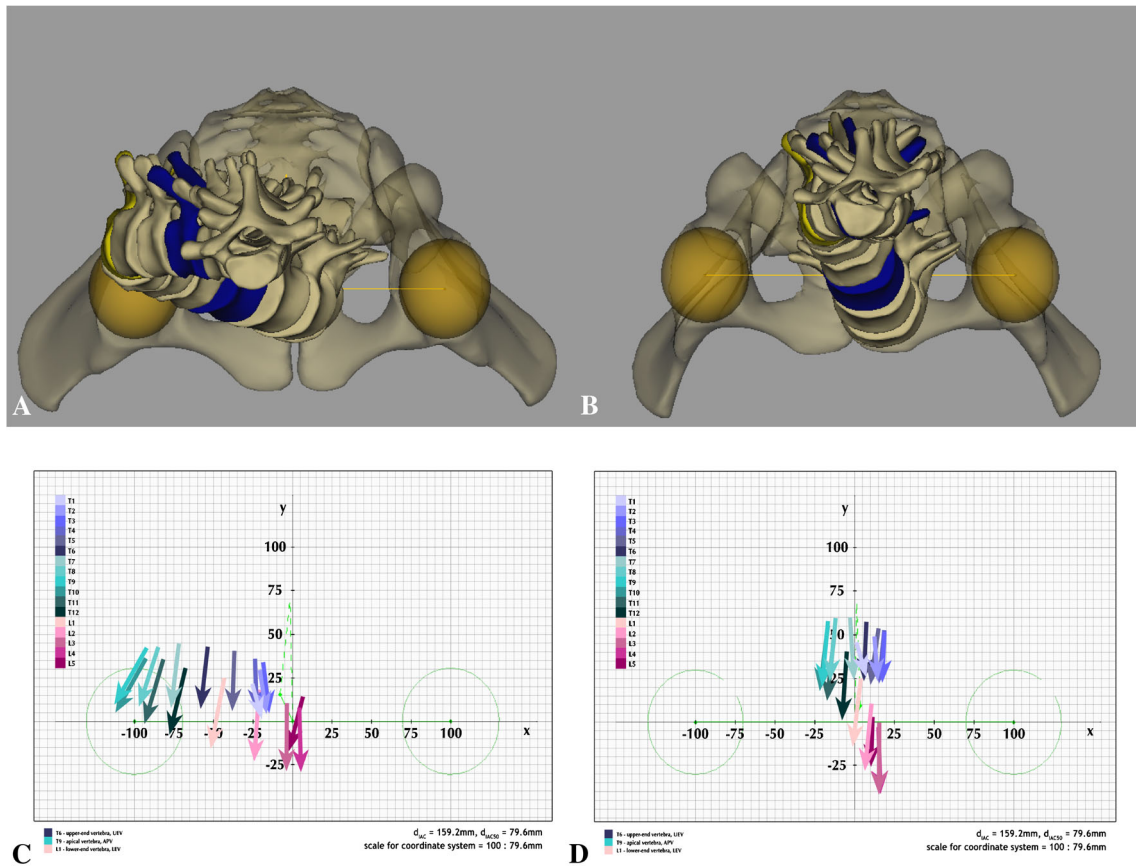 A
B
T1
T2
T3
T4
T5
T6
T7
T8
T9
T10
T11
T12
L1
L2
L3
L4
L5
y
100
75
50
25
-100 -75 -50 -25 25 50 75 100 x
-25
T6 - upper-end vertebra, UEV
T9 - apical vertebra, APV
L1 - lower-end vertebra, LEV
dIAC = 159.2mm, dIAC50 = 79.6mm
scale for coordinate system = 100 : 79.6mm
C
T1
T2
T3
T4
T5
T6
T7
T8
T9
T10
T11
T12
L1
L2
L3
L4
L5
y
100
75
50
25
-100 -75 -50 -25 25 50 75 100 x
-25
T6 - upper-end vertebra, UEV
T9 - apical vertebra, APV
L1 - lower-end vertebra, LEV
dIAC = 159.2mm, dIAC50 = 79.6mm
scale for coordinate system = 100 : 79.6mm
D